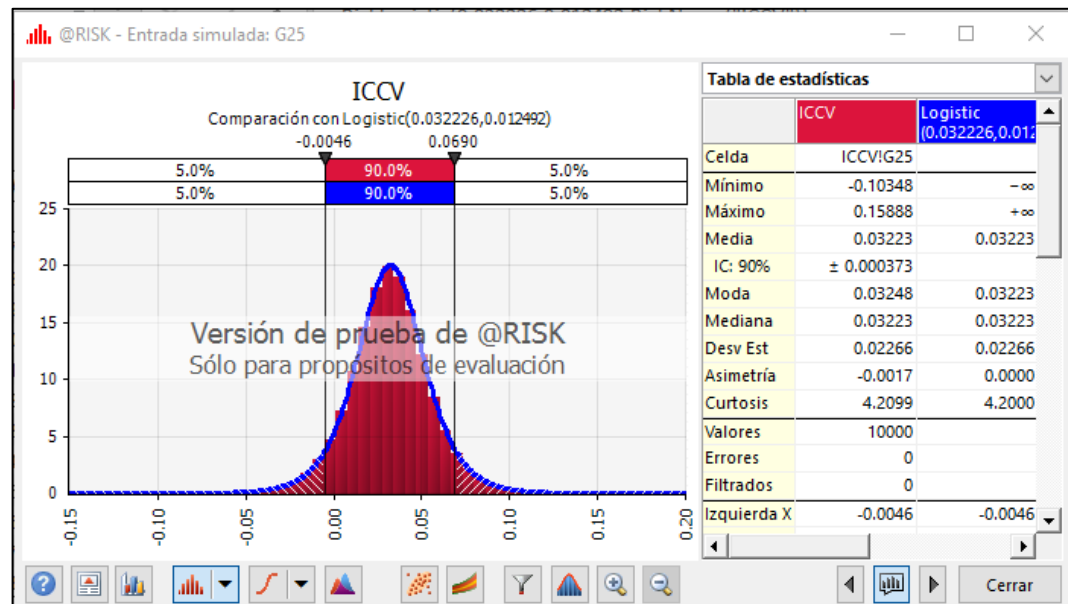 @RISK - Entrada simulada: G25
ICCV
Comparación con Logistic(0.032226,0.012492)
-0.0046 0.0690
5.0% 90.0% 5.0%
5.0% 90.0% 5.0%
25
20
15
10
5
0
-0.15 -0.10 -0.05 0.00 0.05 0.10 0.15 0.20
Versión de prueba de @RISK
Sólo para propósitos de evaluación
Tabla de estadísticas
ICCV Logistic
(0.032226,0.012
Celda ICCV!G25
Mínimo -0.10348 -∞
Máximo 0.15888 +∞
Media 0.03223 0.03223
IC: 90% ± 0.000373
Moda 0.03248 0.03223
Mediana 0.03223 0.03223
Desv Est 0.02266 0.02266
Asimetría -0.0017 0.0000
Curtosis 4.2099 4.2000
Valores 10000
Errores 0
Filtrados 0
Izquierda X -0.0046 -0.0046
Cerrar